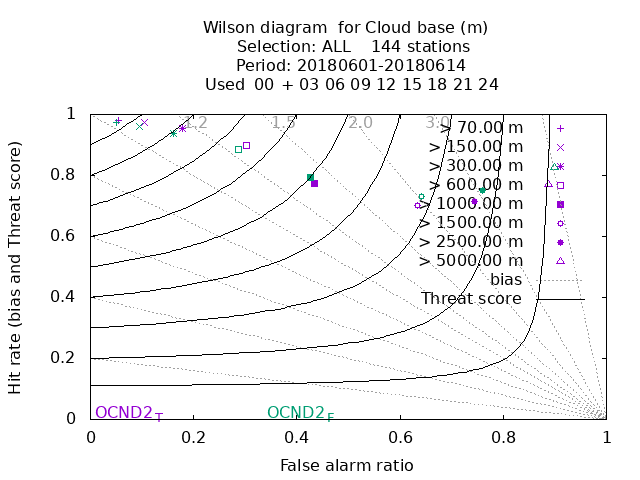 Wilson diagram for Cloud base (m)
Selection: ALL 144 stations
Period: 20180601-20180614
Used 00 + 03 06 09 12 15 18 21 24
Hit rate (bias and Threat score)
1
0.8
0.6
0.4
0.2
0
1.2 1.5 2.0 3.0
> 70.00 m
> 150.00 m
> 300.00 m
> 600.00 m
> 1000.00 m
> 1500.00 m
> 2500.00 m
> 5000.00 m
bias
Threat score
OCND2_T OCND2_F
0 0.2 0.4 0.6 0.8 1
False alarm ratio